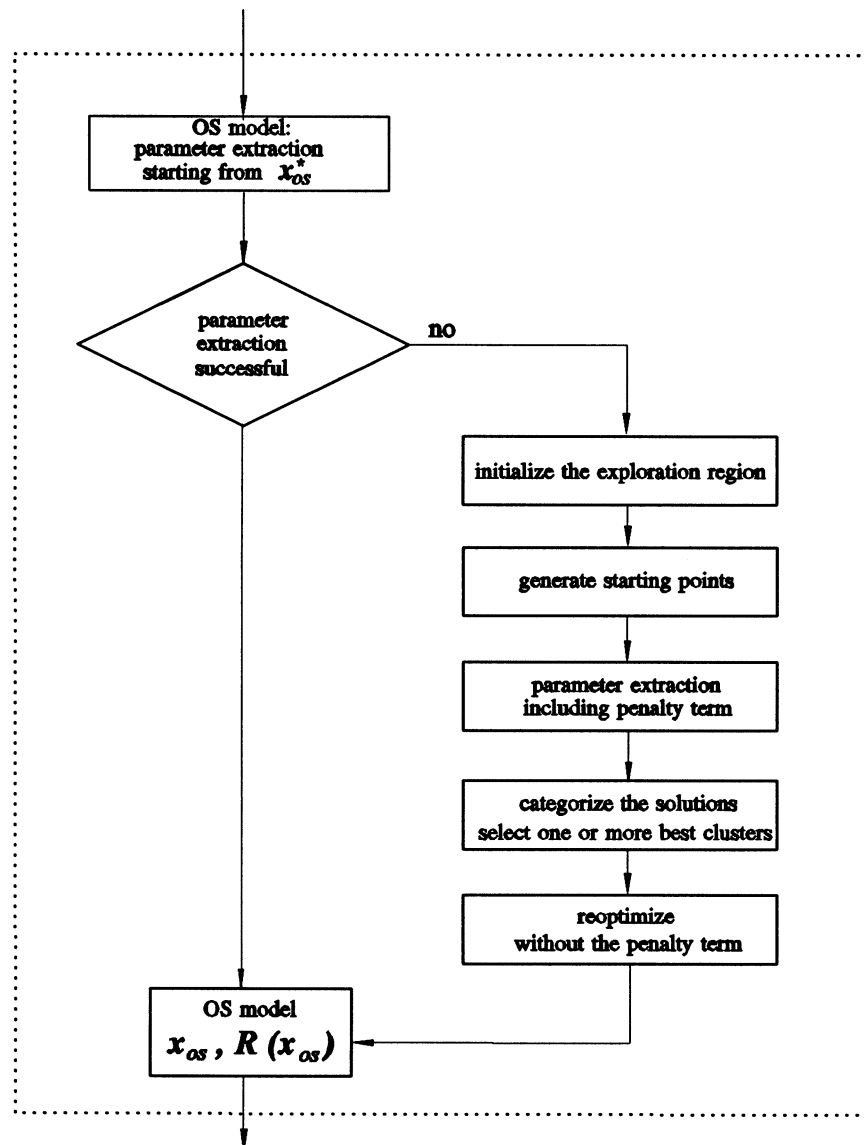 OS model:
parameter extraction
starting from x*os
parameter
extraction
successful
no
initialize the exploration region
generate starting points
parameter extraction
including penalty term
categorize the solutions
select one or more best clusters
reoptimize
without the penalty term
OS model
xos , R (xos)